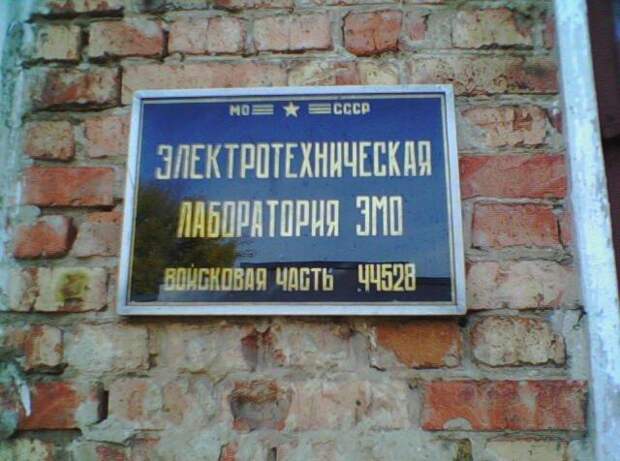 МО ★ СССР
ЭЛЕКТРОТЕХНИЧЕСКАЯ
ЛАБОРАТОРИЯ ЭМО
ВОЙСКОВАЯ ЧАСТЬ 44528